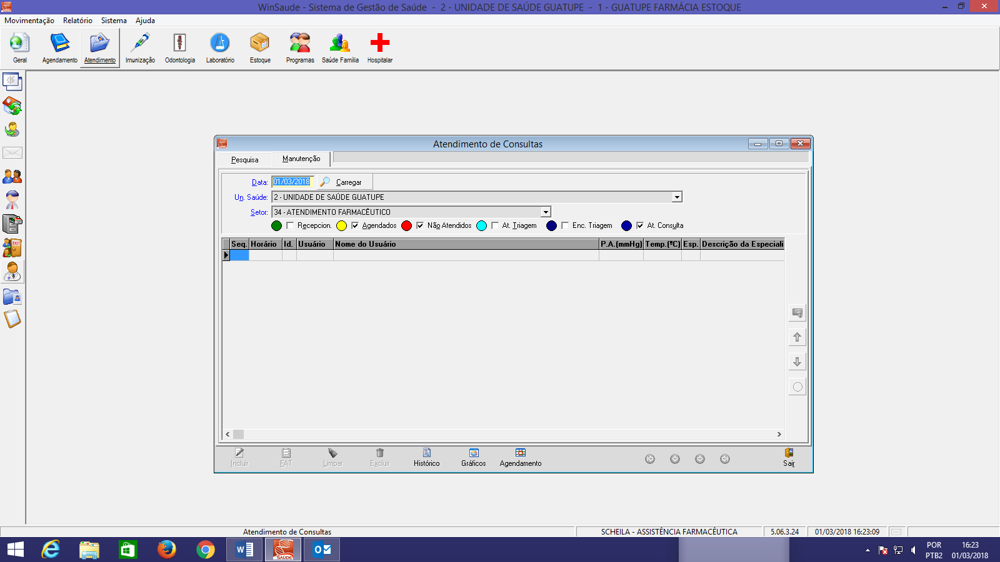 WinSaude - Sistema de Gestão de Saúde - 2 - UNIDADE DE SAÚDE GUATUPE - 1 - GUATUPE FARMÁCIA ESTOQUE
Movimentação Relatório Sistema Ajuda
Geral Agendamento Atendimento Imunização Odontologia Laboratório Estoque Programas Saúde Família Hospitalar
Atendimento de Consultas
Pesquisa Manutenção
Data: 01/03/2018 Carregar
Un. Saúde: 2 - UNIDADE DE SAÚDE GUATUPE
Setor: 34 - ATENDIMENTO FARMACÊUTICO
Recepcion. Agendados Não Atendidos At. Triagem Enc. Triagem At. Consulta
Seq. Horário Id. Usuário Nome do Usuário P.A.(mmHg) Temp.(ºC) Esp. Descrição da Especiali
Incluir FAT Limpar Excluir Histórico Gráficos Agendamento Sair
Atendimento de Consultas SCHEILA - ASSISTÊNCIA FARMACÊUTICA 5.06.3.24 01/03/2018 16:23:09
SAÚDE
POR 16:23
PTB2 01/03/2018